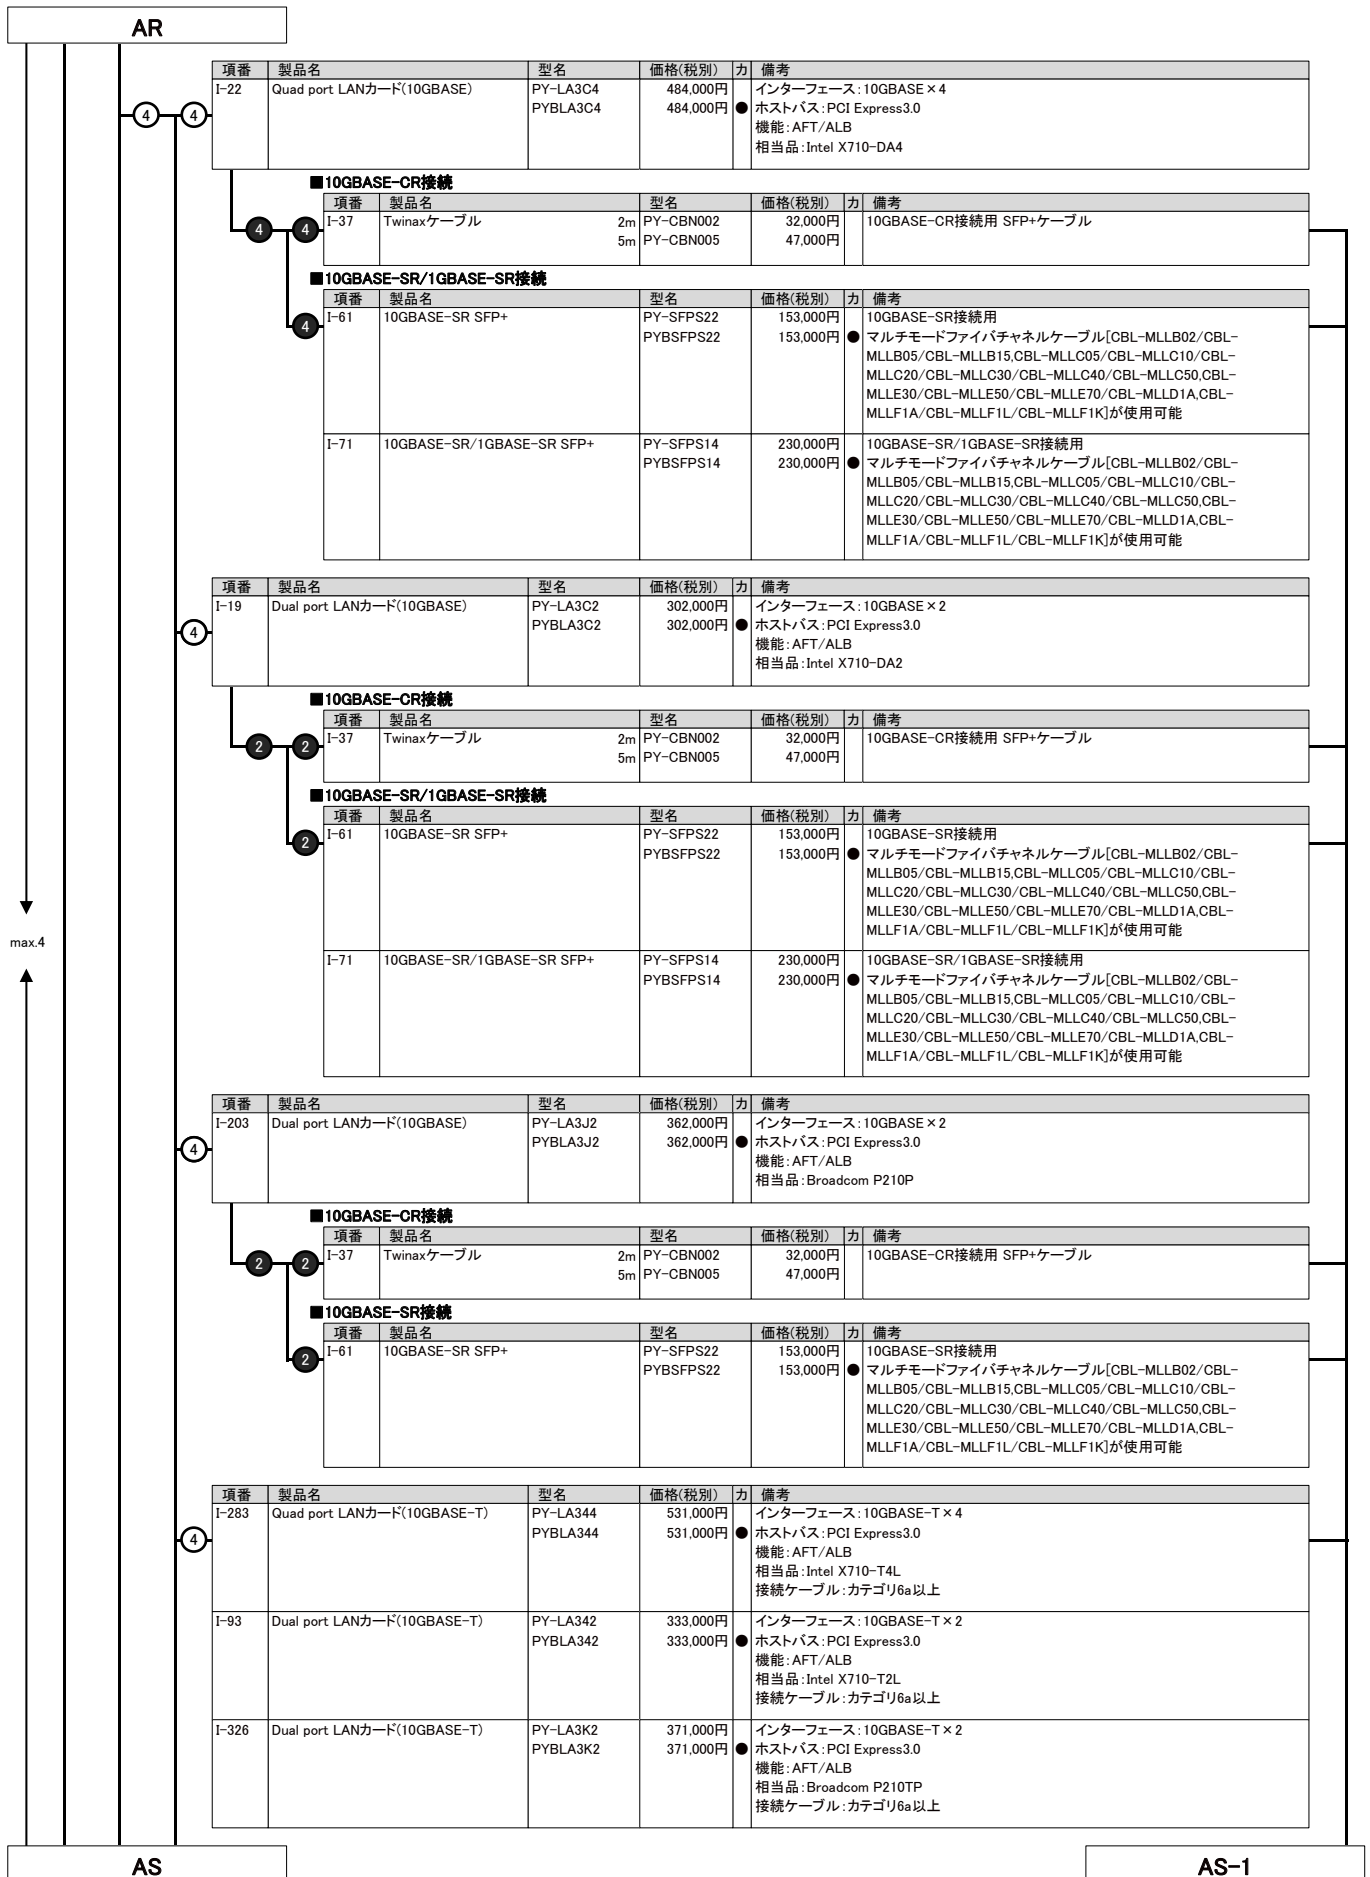 AR
項番 製品名 型名 価格(税別) カ 備考
I-22 Quad port LANカード(10GBASE) PY-LA3C4 484,000円 インターフェース:10GBASE×4
PYBLA3C4 484,000円 ● ホストバス:PCI Express3.0
4 4
機能:AFT/ALB
相当品:Intel X710-DA4
■10GBASE-CR接続
項番 製品名 型名 価格(税別) カ 備考
4 4 I-37 Twinaxケーブル 2m PY-CBN002 32,000円 10GBASE-CR接続用 SFP+ケーブル
5m PY-CBN005 47,000円
■10GBASE-SR/1GBASE-SR接続
項番 製品名 型名 価格(税別) カ 備考
4 I-61 10GBASE-SR SFP+ PY-SFPS22 153,000円 10GBASE-SR接続用
PYBSFPS22 153,000円 ● マルチモードファイバチャネルケーブル[CBL-MLLB02/CBL-
MLLB05/CBL-MLLB15,CBL-MLLC05/CBL-MLLC10/CBL-
MLLC20/CBL-MLLC30/CBL-MLLC40/CBL-MLLC50,CBL-
MLLE30/CBL-MLLE50/CBL-MLLE70/CBL-MLLD1A,CBL-
MLLF1A/CBL-MLLF1L/CBL-MLLF1K]が使用可能
I-71 10GBASE-SR/1GBASE-SR SFP+ PY-SFPS14 230,000円 10GBASE-SR/1GBASE-SR接続用
PYBSFPS14 230,000円 ● マルチモードファイバチャネルケーブル[CBL-MLLB02/CBL-
MLLB05/CBL-MLLB15,CBL-MLLC05/CBL-MLLC10/CBL-
MLLC20/CBL-MLLC30/CBL-MLLC40/CBL-MLLC50,CBL-
MLLE30/CBL-MLLE50/CBL-MLLE70/CBL-MLLD1A,CBL-
MLLF1A/CBL-MLLF1L/CBL-MLLF1K]が使用可能
項番 製品名 型名 価格(税別) カ 備考
I-19 Dual port LANカード(10GBASE) PY-LA3C2 302,000円 インターフェース:10GBASE×2
4 PYBLA3C2 302,000円 ● ホストバス:PCI Express3.0
機能:AFT/ALB
相当品:Intel X710-DA2
■10GBASE-CR接続
項番 製品名 型名 価格(税別) カ 備考
2 2 I-37 Twinaxケーブル 2m PY-CBN002 32,000円 10GBASE-CR接続用 SFP+ケーブル
5m PY-CBN005 47,000円
■10GBASE-SR/1GBASE-SR接続
項番 製品名 型名 価格(税別) カ 備考
2 I-61 10GBASE-SR SFP+ PY-SFPS22 153,000円 10GBASE-SR接続用
PYBSFPS22 153,000円 ● マルチモードファイバチャネルケーブル[CBL-MLLB02/CBL-
MLLB05/CBL-MLLB15,CBL-MLLC05/CBL-MLLC10/CBL-
MLLC20/CBL-MLLC30/CBL-MLLC40/CBL-MLLC50,CBL-
MLLE30/CBL-MLLE50/CBL-MLLE70/CBL-MLLD1A,CBL-
MLLF1A/CBL-MLLF1L/CBL-MLLF1K]が使用可能
max.4
I-71 10GBASE-SR/1GBASE-SR SFP+ PY-SFPS14 230,000円 10GBASE-SR/1GBASE-SR接続用
PYBSFPS14 230,000円 ● マルチモードファイバチャネルケーブル[CBL-MLLB02/CBL-
MLLB05/CBL-MLLB15,CBL-MLLC05/CBL-MLLC10/CBL-
MLLC20/CBL-MLLC30/CBL-MLLC40/CBL-MLLC50,CBL-
MLLE30/CBL-MLLE50/CBL-MLLE70/CBL-MLLD1A,CBL-
MLLF1A/CBL-MLLF1L/CBL-MLLF1K]が使用可能
項番 製品名 型名 価格(税別) カ 備考
I-203 Dual port LANカード(10GBASE) PY-LA3J2 362,000円 インターフェース:10GBASE×2
4 PYBLA3J2 362,000円 ● ホストバス:PCI Express3.0
機能:AFT/ALB
相当品:Broadcom P210P
■10GBASE-CR接続
項番 製品名 型名 価格(税別) カ 備考
2 2 I-37 Twinaxケーブル 2m PY-CBN002 32,000円 10GBASE-CR接続用 SFP+ケーブル
5m PY-CBN005 47,000円
■10GBASE-SR接続
項番 製品名 型名 価格(税別) カ 備考
2 I-61 10GBASE-SR SFP+ PY-SFPS22 153,000円 10GBASE-SR接続用
PYBSFPS22 153,000円 ● マルチモードファイバチャネルケーブル[CBL-MLLB02/CBL-
MLLB05/CBL-MLLB15,CBL-MLLC05/CBL-MLLC10/CBL-
MLLC20/CBL-MLLC30/CBL-MLLC40/CBL-MLLC50,CBL-
MLLE30/CBL-MLLE50/CBL-MLLE70/CBL-MLLD1A,CBL-
MLLF1A/CBL-MLLF1L/CBL-MLLF1K]が使用可能
項番 製品名 型名 価格(税別) カ 備考
I-283 Quad port LANカード(10GBASE-T) PY-LA344 531,000円 インターフェース:10GBASE-T×4
4 PYBLA344 531,000円 ● ホストバス:PCI Express3.0
機能:AFT/ALB
相当品:Intel X710-T4L
接続ケーブル:カテゴリ6a以上
I-93 Dual port LANカード(10GBASE-T) PY-LA342 333,000円 インターフェース:10GBASE-T×2
PYBLA342 333,000円 ● ホストバス:PCI Express3.0
機能:AFT/ALB
相当品:Intel X710-T2L
接続ケーブル:カテゴリ6a以上
I-326 Dual port LANカード(10GBASE-T) PY-LA3K2 371,000円 インターフェース:10GBASE-T×2
PYBLA3K2 371,000円 ● ホストバス:PCI Express3.0
機能:AFT/ALB
相当品:Broadcom P210TP
接続ケーブル:カテゴリ6a以上
AS AS-1